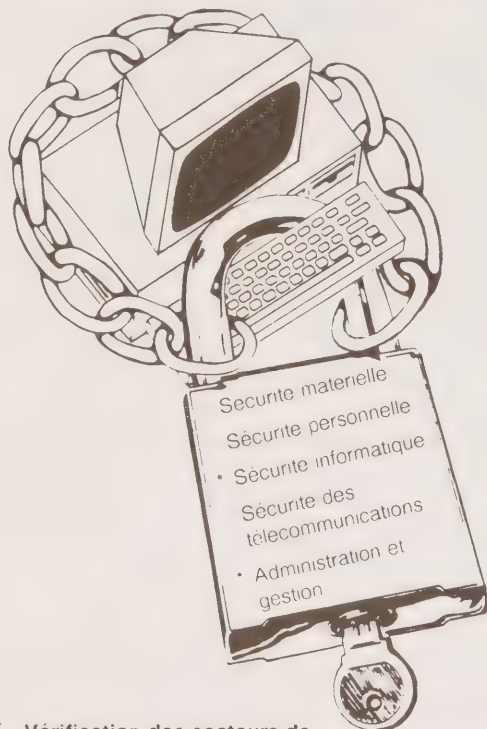 Securite materielle
Sécurite personnelle
* Sécurite informatique
Sécurite des
télecommunications
* Administration et
gestion
Vérification des secteurs de